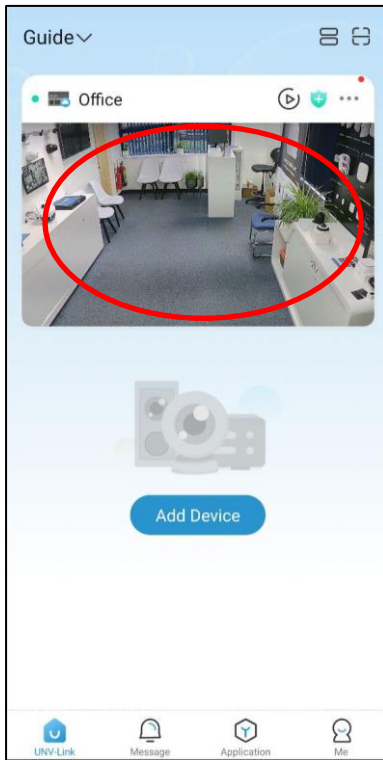 Guide
Office
Add Device
UNV-Link
Message
Application
Me